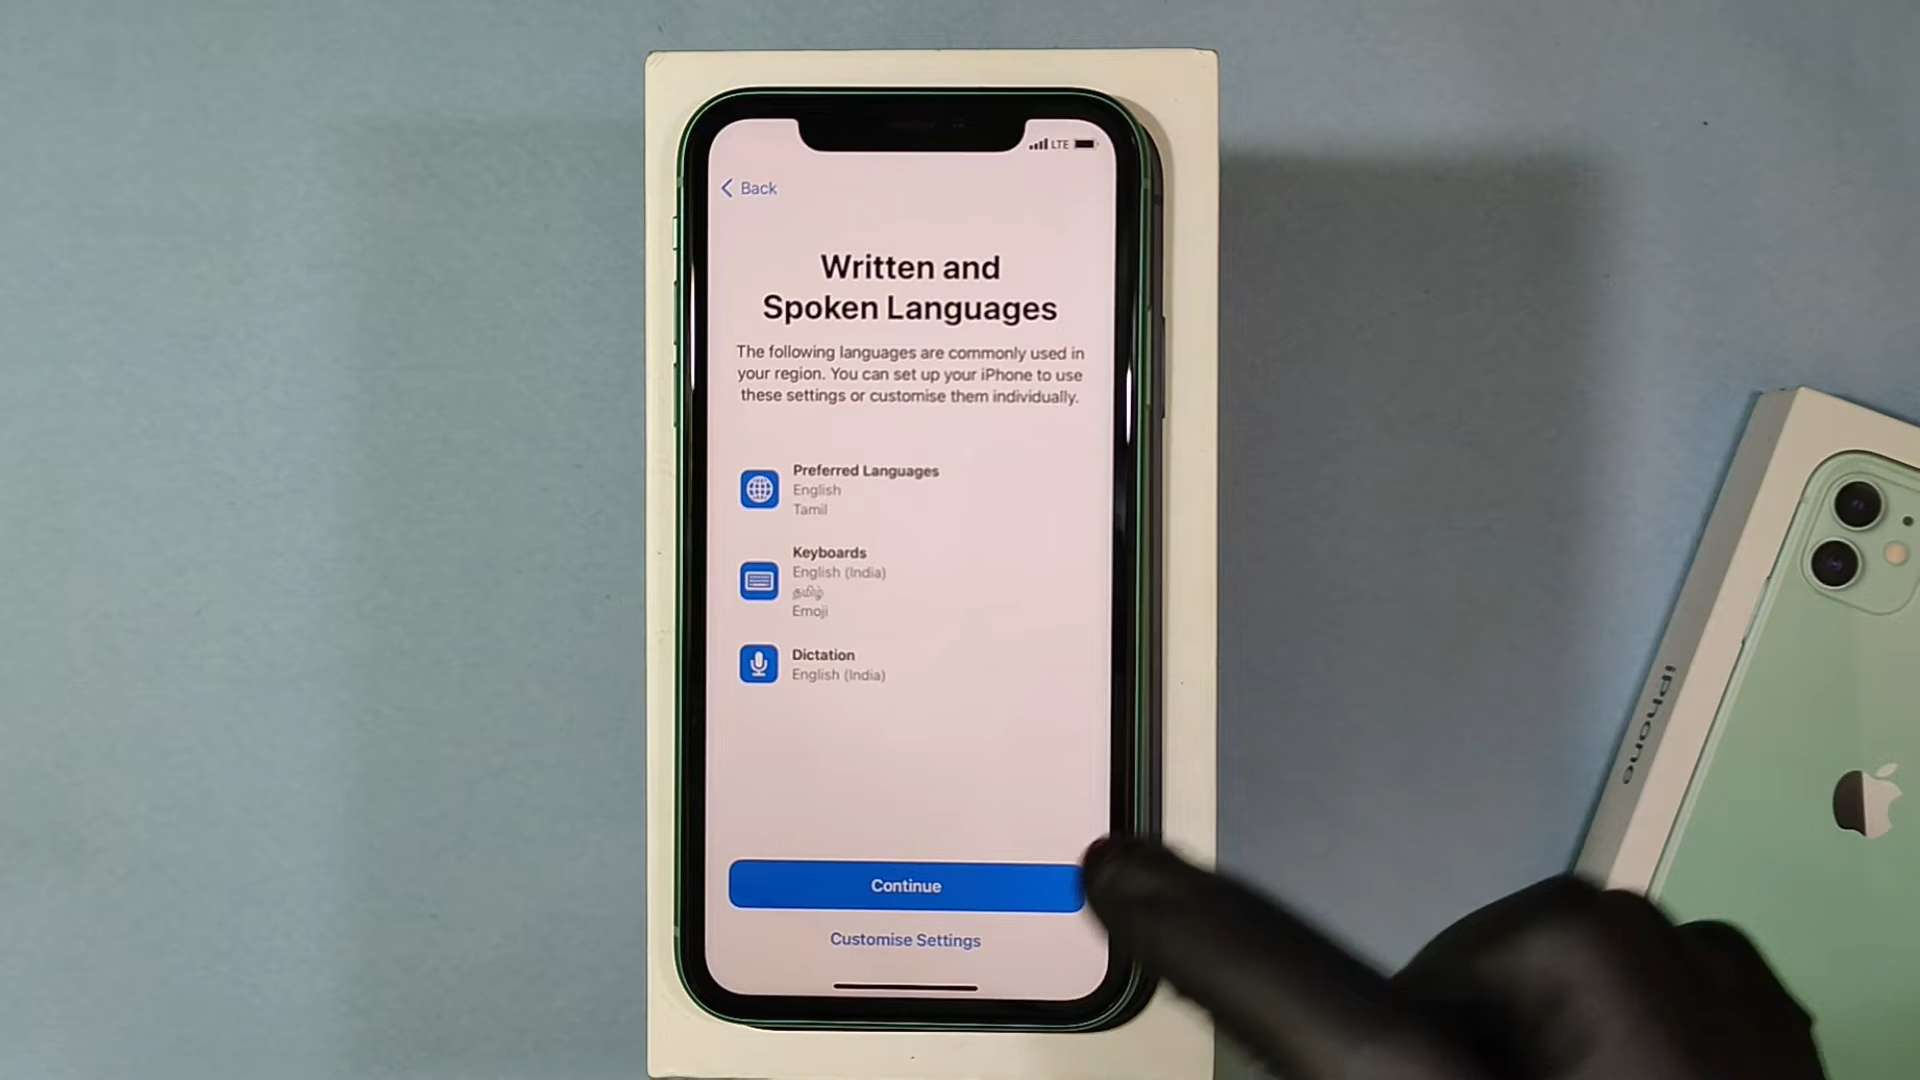 LTE
Back
Written and
Spoken Languages
The following languages are commonly used in
your region. You can set up your iPhone to use
these settings or customise them individually.
Preferred Languages
English
Tamil
Keyboards
English (India)
தமிழ்
Emoji
Dictation
English (India)
Continue
Customise Settings
iPhone